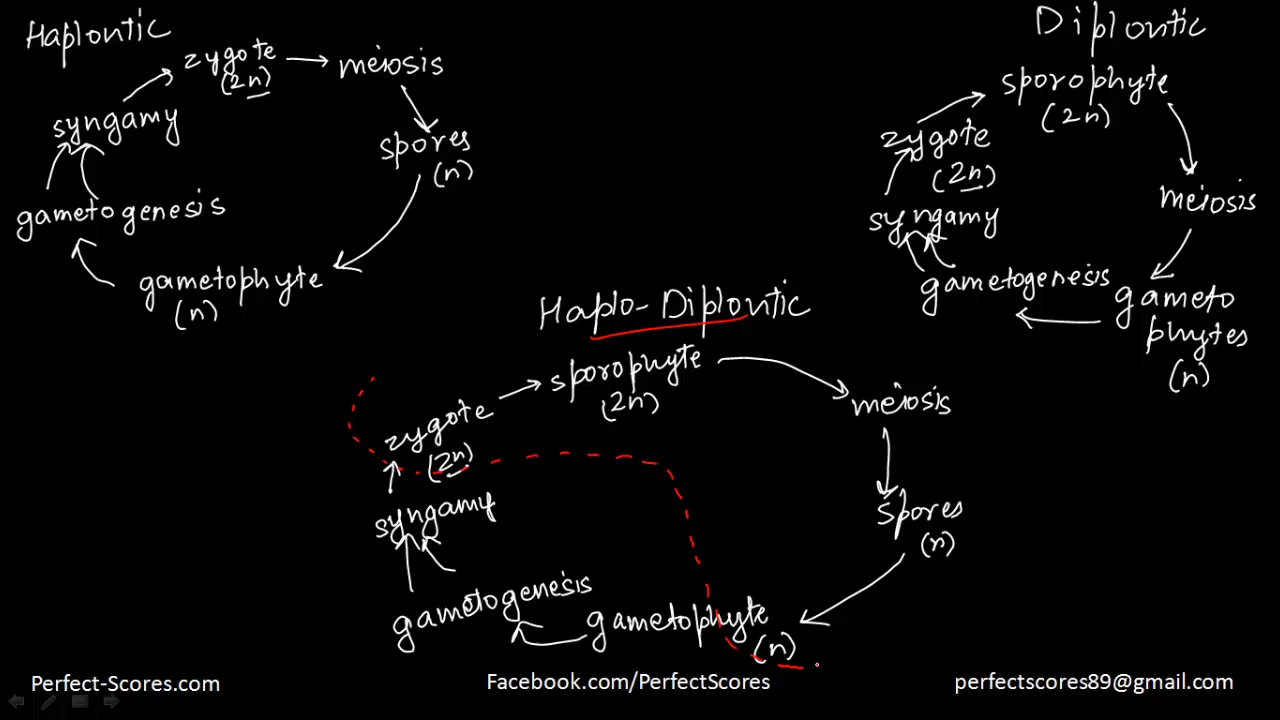 Haplontic
zygote
(2n)
meiosis
syngamy
spores
(n)
gametogenesis
gametophyte
(n)
Diplontic
sporophyte
(2n)
zygote
(2n)
meiosis
syngamy
gametogenesis
gameto
phytes
(n)
Haplo-Diplontic
sporophyte
(2n)
zygote
(2n)
meiosis
syngamy
spores
(n)
gametogenesis
gametophyte
(n)
Perfect-Scores.com
Facebook.com/PerfectScores
perfectscores89@gmail.com